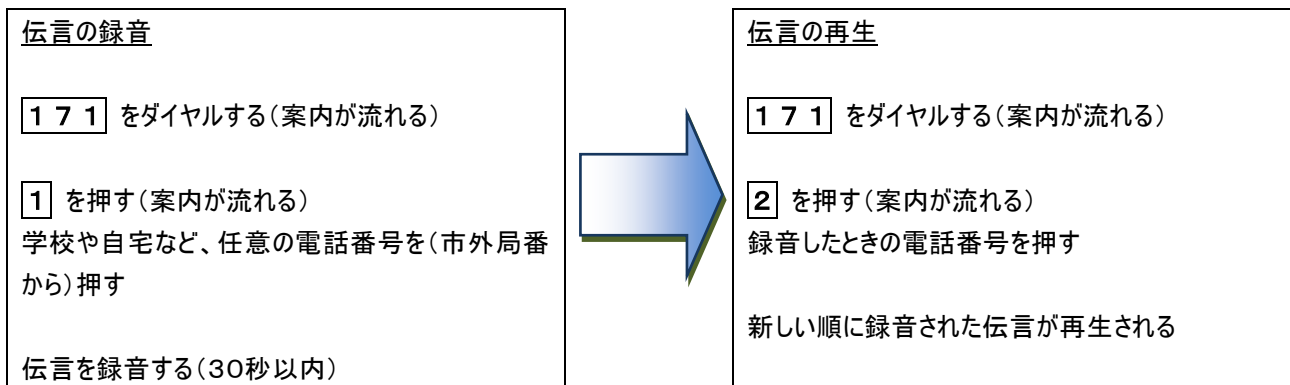 伝言の録音
171 をダイヤルする(案内が流れる)
1 を押す(案内が流れる)
学校や自宅など、任意の電話番号を(市外局番
から)押す
伝言を録音する(30秒以内)
伝言の再生
171 をダイヤルする(案内が流れる)
2 を押す(案内が流れる)
録音したときの電話番号を押す
新しい順に録音された伝言が再生される